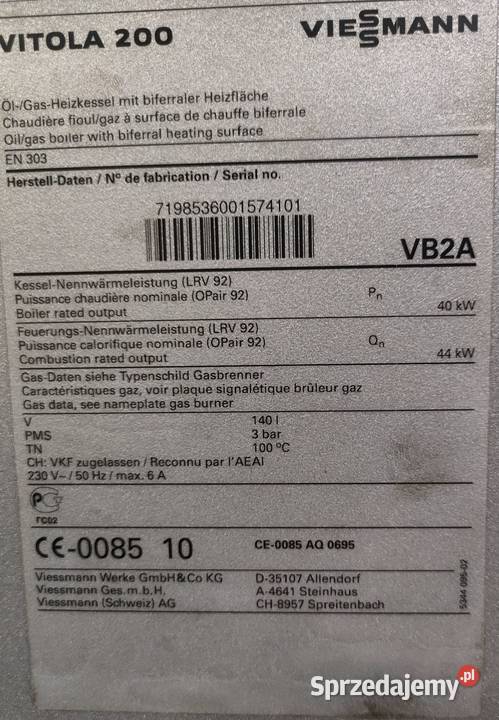 VITOLA 200
VIESSMANN
Öl-/Gas-Heizkessel mit biferraler Heizfläche
Chaudière fioul/gaz à surface de chauffe biferrale
Oil/gas boiler with biferral heating surface
EN 303
Herstell-Daten / Nº de fabrication / Serial no.
7198536001574101
VB2A
Kessel-Nennwärmeleistung (LRV 92)
Puissance chaudière nominale (OPair 92) Pn
Boiler rated output 40 kW
Feuerungs-Nennwärmeleistung (LRV 92)
Puissance calorifique nominale (OPair 92) Qn
Combustion rated output 44 kW
Gas-Daten siehe Typenschild Gasbrenner
Caractéristiques gaz, voir plaque signalétique brûleur gaz
Gas data, see nameplate gas burner
V 140 l
PMS 3 bar
TN 100 ºC
CH: VKF zugelassen / Reconnu par l'AEAI
230 V~ / 50 Hz / max. 6 A
ГC02
CE-0085 10 CE-0085 AQ 0695
Viessmann Werke GmbH&Co KG D-35107 Allendorf
Viessmann Ges.m.b.H. A-4641 Steinhaus
Viessmann (Schweiz) AG CH-8957 Spreitenbach
5344 095-02
Sprzedajemy.pl